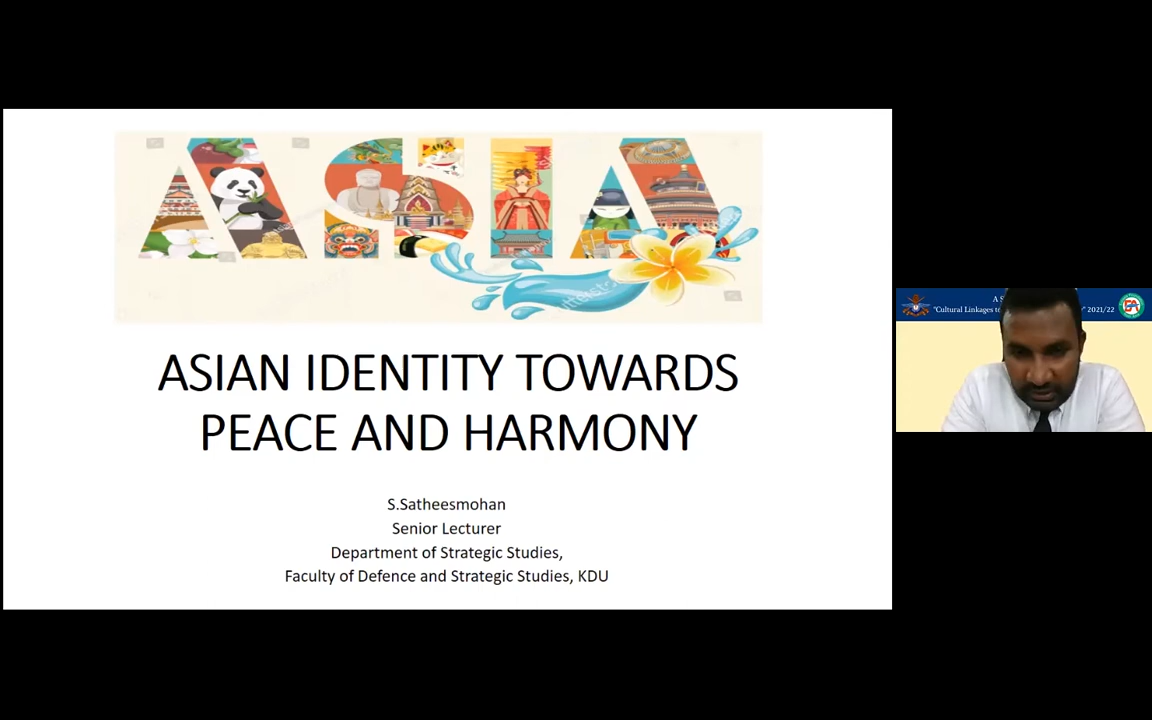 ASIA
ASIAN IDENTITY TOWARDS
PEACE AND HARMONY
S.Satheesmohan
Senior Lecturer
Department of Strategic Studies,
Faculty of Defence and Strategic Studies, KDU
A
"Cultural Linkages
" 2021/22